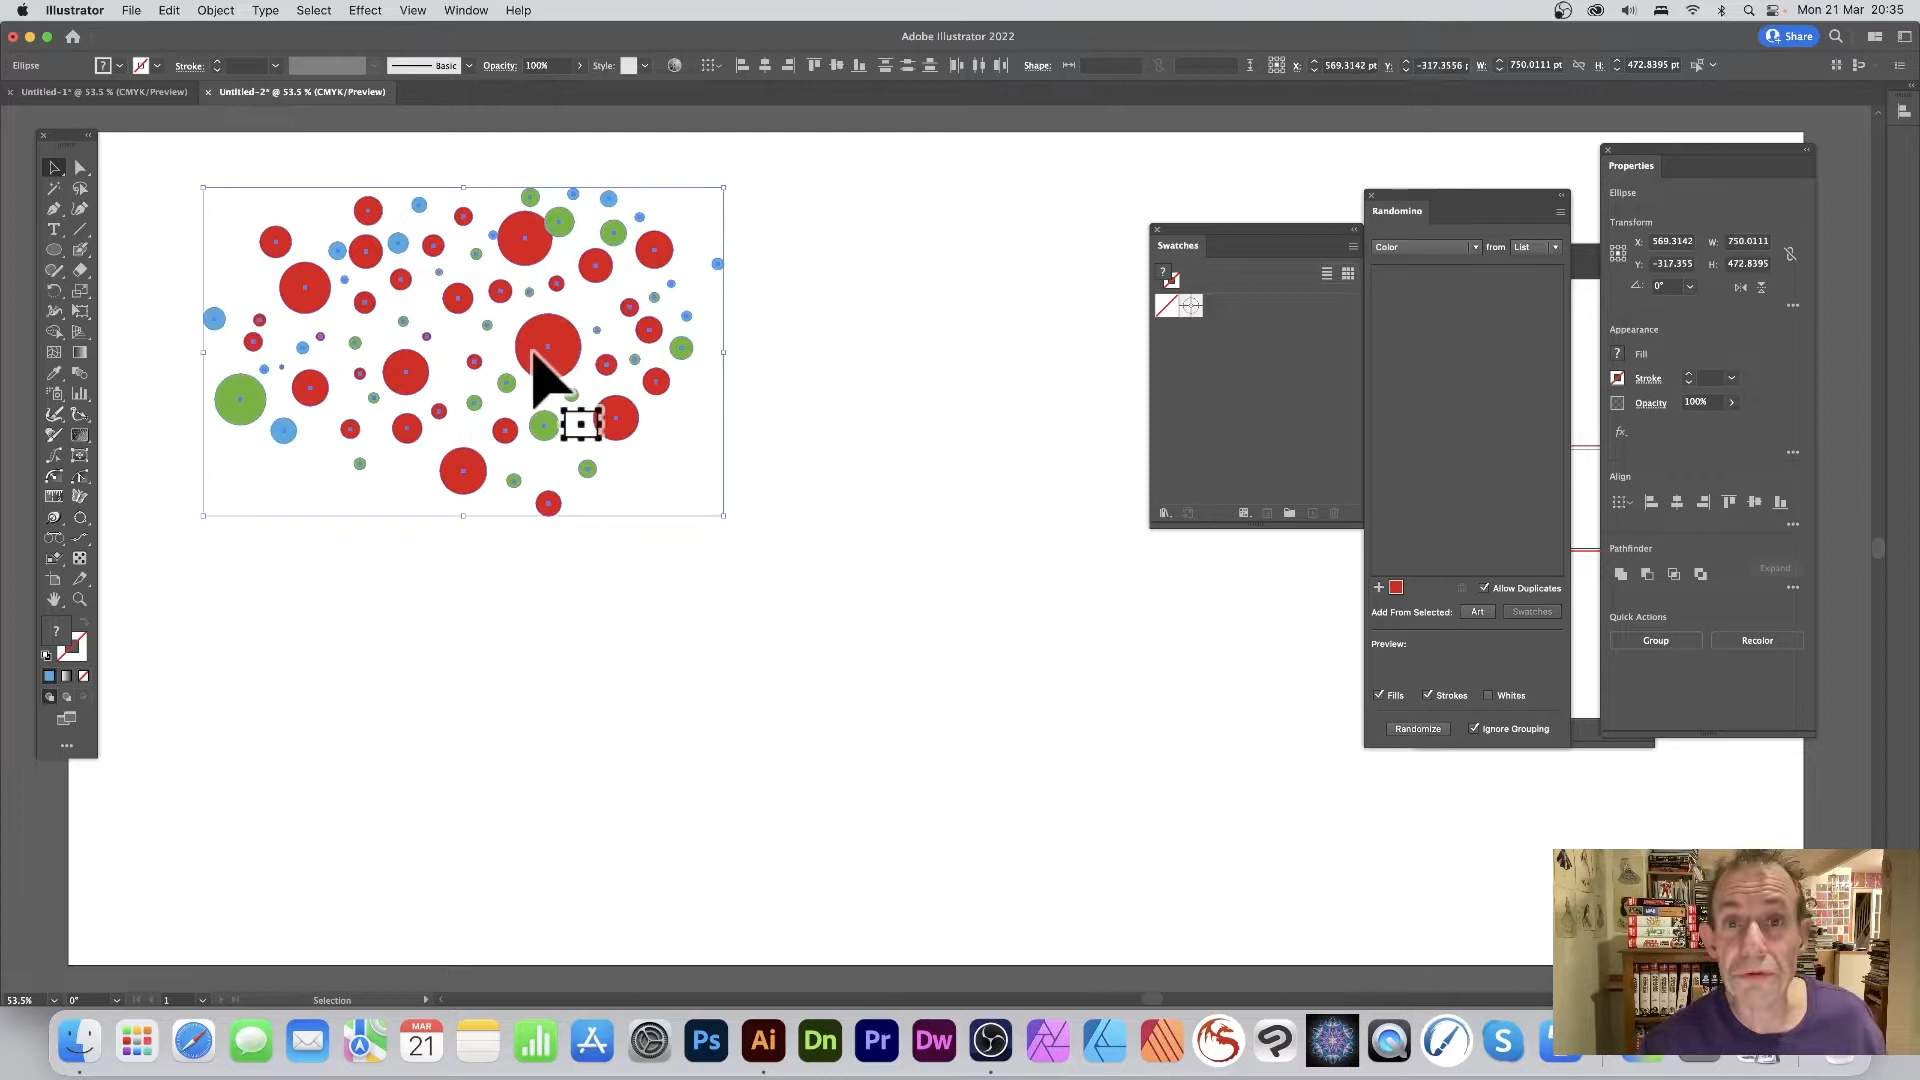 Illustrator File Edit Object Type Select Effect View Window Help
Mon 21 Mar 20:35
Adobe Illustrator 2022
Share
Ellipse
?
Stroke:
Basic
Opacity: 100%
Style:
Shape:
X: 569.3142 pt
Y: -317.3556 p
W: 750.0111 pt
H: 472.8395 pt
Untitled-1* @ 53.5 % (CMYK/Preview)
Untitled-2* @ 53.5 % (CMYK/Preview)
Swatches
?
Randomino
Color
from
List
Allow Duplicates
Add From Selected:
Art
Swatches
Preview:
Fills
Strokes
Whites
Randomize
Ignore Grouping
Properties
Ellipse
Transform
X: 569.3142
W: 750.0111
Y: -317.355
H: 472.8395
0°
Appearance
? Fill
Stroke
Opacity
100%
fx
Align
Pathfinder
Expand
Quick Actions
Group
Recolor
?
53.5%
0°
1
Selection
MAR
21
Ps
Ai
Dn
Pr
Dw